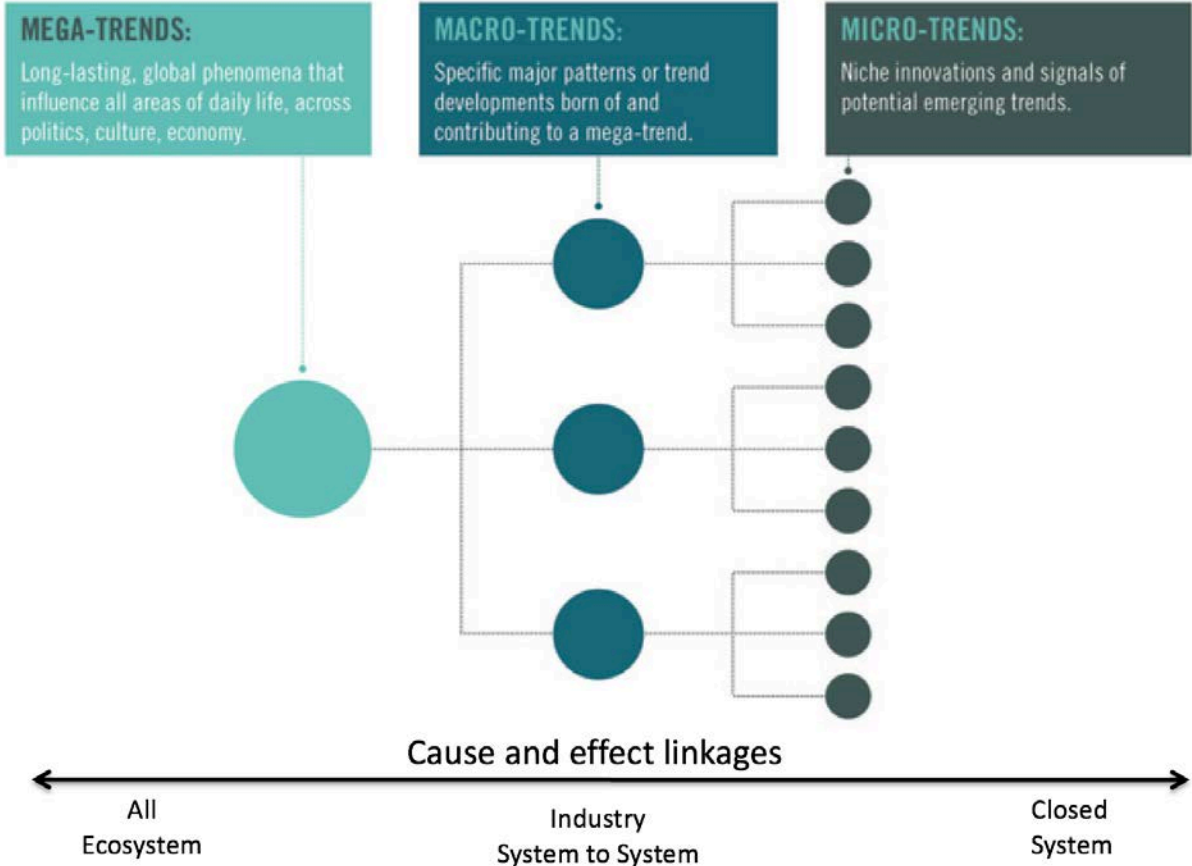 MEGA-TRENDS:
Long-lasting, global phenomena that
influence all areas of daily life, across
politics, culture, economy.
MACRO-TRENDS:
Specific major patterns or trend
developments born of and
contributing to a mega-trend.
MICRO-TRENDS:
Niche innovations and signals of
potential emerging trends.
Cause and effect linkages
All
Ecosystem
Industry
System to System
Closed
System